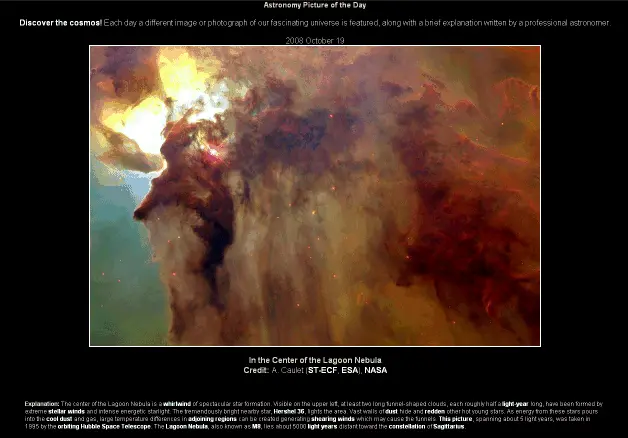 Astronomy Picture of the Day
Discover the cosmos! Each day a different image or photograph of our fascinating universe is featured, along with a brief explanation written by a professional astronomer.
2008 October 19
In the Center of the Lagoon Nebula
Credit: A. Caulet (ST-ECF, ESA), NASA
Explanation: The center of the Lagoon Nebula is a whirlwind of spectacular star formation. Visible on the upper left, at least two long funnel-shaped clouds, each roughly half a light-year long, have been formed by
extreme stellar winds and intense energetic starlight. The tremendously bright nearby star, Hershel 36, lights the area. Vast walls of dust hide and redden other hot young stars. As energy from these stars pours
into the cool dust and gas, large temperature differences in adjoining regions can be created generating shearing winds which may cause the funnels. This picture, spanning about 5 light years, was taken in
1995 by the orbiting Hubble Space Telescope. The Lagoon Nebula, also known as M8, lies about 5000 light years distant toward the constellation of Sagittarius.